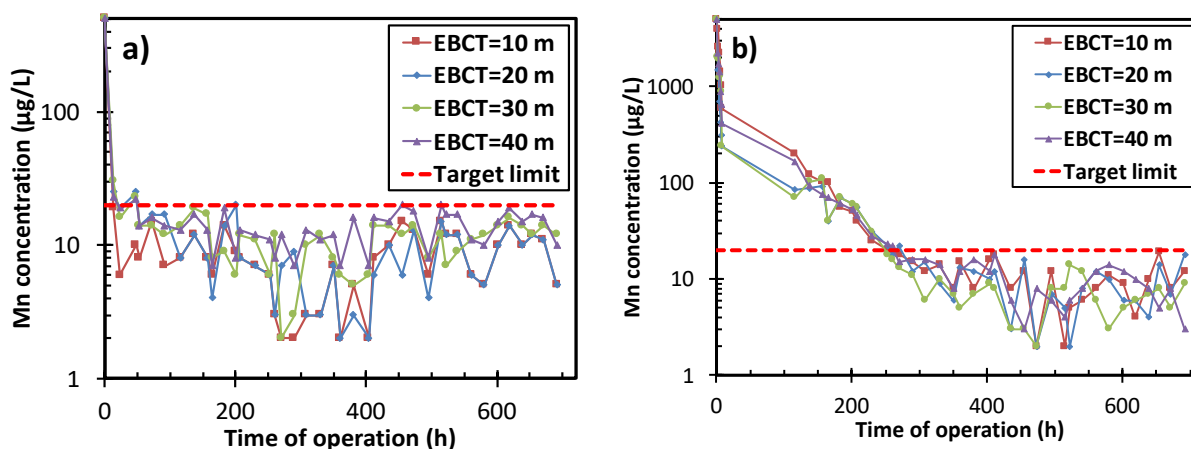 a)
EBCT=10 m
EBCT=20 m
EBCT=30 m
EBCT=40 m
Target limit
Mn concentration (µg/L)
100
10
1
0
200
400
600
Time of operation (h)
b)
EBCT=10 m
EBCT=20 m
EBCT=30 m
EBCT=40 m
Target limit
Mn concentration (µg/L)
1000
100
10
1
0
200
400
600
Time of operation (h)